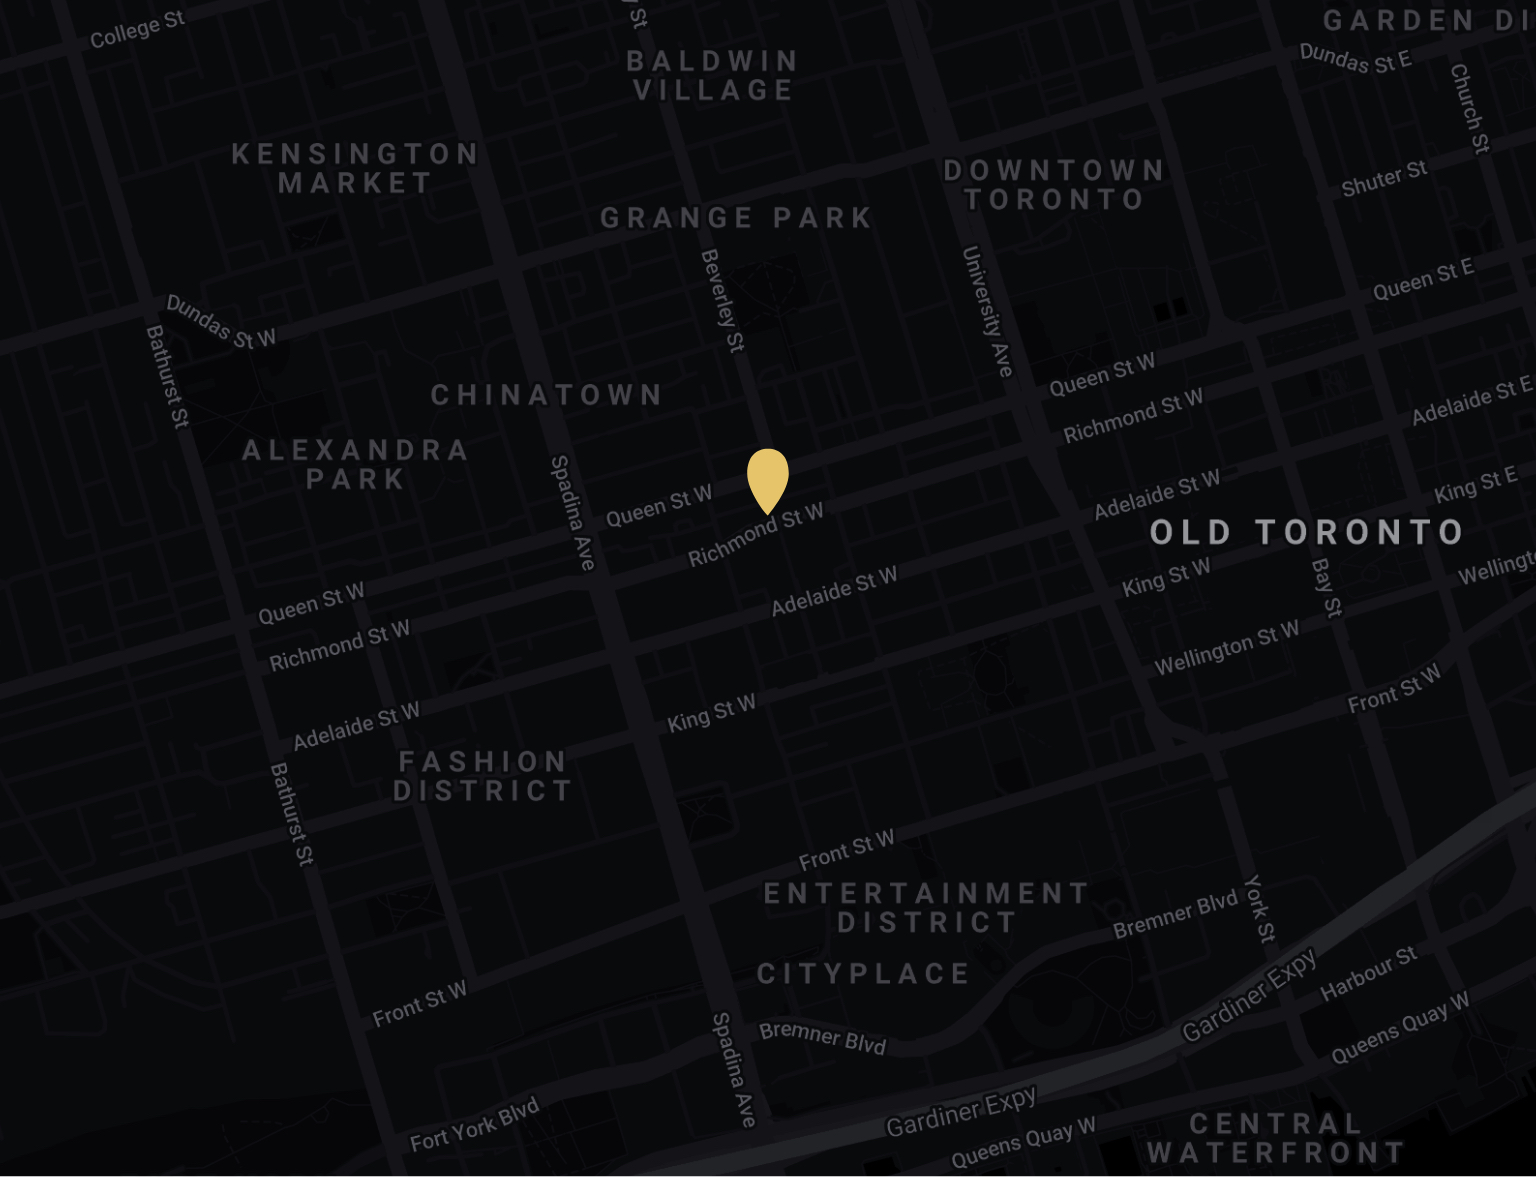 College St
y St
GARDEN DI
Dundas St E
BALDWIN
VILLAGE
Church St
KENSINGTON
MARKET
DOWNTOWN
TORONTO
Shuter St
GRANGE PARK
Beverley St
University Ave
Queen St E
Dundas St W
Bathurst St
CHINATOWN
Queen St W
Richmond St W
Adelaide St E
ALEXANDRA
PARK
Spadina Ave
Queen St W
Richmond St W
Adelaide St W
King St E
OLD TORONTO
Queen St W
Richmond St W
Adelaide St W
King St W
Bay St
Wellingto
Wellington St W
Adelaide St W
King St W
Front St W
FASHION
DISTRICT
Bathurst St
Front St W
ENTERTAINMENT
DISTRICT
Bremner Blvd
York St
CITYPLACE
Front St W
Harbour St
Gardiner Expy
Spadina Ave
Bremner Blvd
Queens Quay W
Fort York Blvd
Gardiner Expy
Queens Quay W
CENTRAL
WATERFRONT